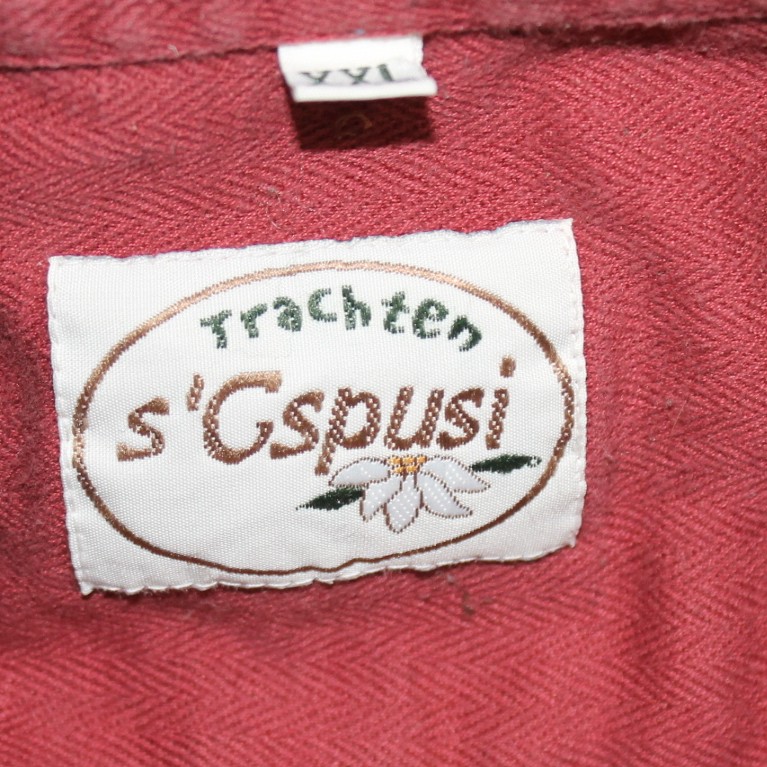 XXL
Trachten
s'Gspusi